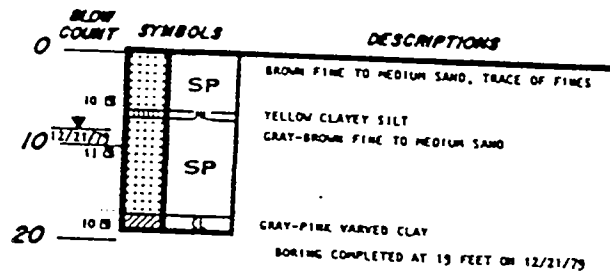 BLOW COUNT SYMBOLS DESCRIPTIONS
0
SP BROWN FINE TO MEDIUM SAND, TRACE OF FINES
10
YELLOW CLAYEY SILT
GRAY-BROWN FINE TO MEDIUM SAND
10 12/21/79
11
SP
10 GRAY-PINK VARVED CLAY
20
BORING COMPLETED AT 19 FEET ON 12/21/79